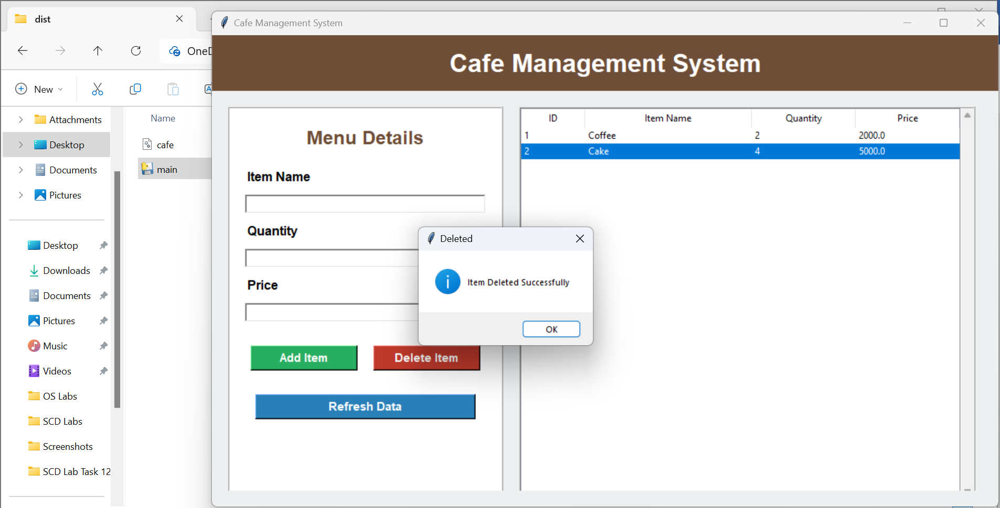 dist
OneD
New
Attachments
Desktop
Documents
Pictures
Desktop
Downloads
Documents
Pictures
Music
Videos
OS Labs
SCD Labs
Screenshots
SCD Lab Task 12
Name
cafe
main
Cafe Management System
Cafe Management System
Menu Details
Item Name
Quantity
Price
Add Item
Delete Item
Refresh Data
ID Item Name Quantity Price
1 Coffee 2 2000.0
2 Cake 4 5000.0
Deleted
Item Deleted Successfully
OK